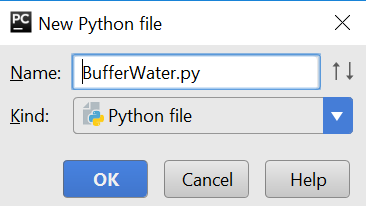 PC New Python file
Name: BufferWater.py
Kind: Python file
OK Cancel Help